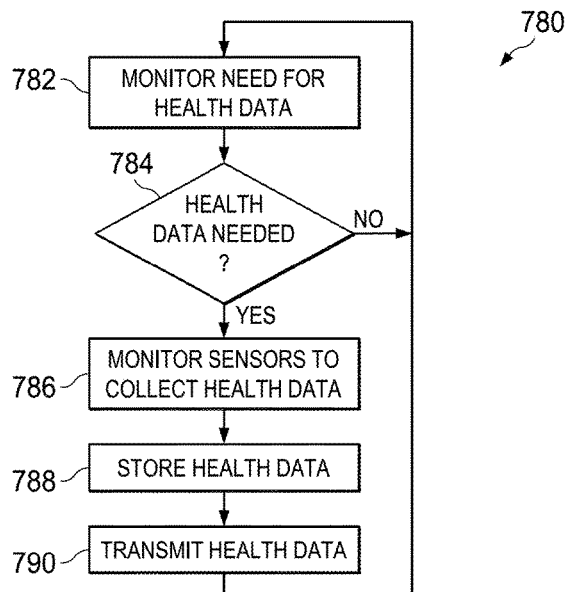 780
782
MONITOR NEED FOR
HEALTH DATA
784
HEALTH
DATA NEEDED
?
NO
YES
786
MONITOR SENSORS TO
COLLECT HEALTH DATA
788
STORE HEALTH DATA
790
TRANSMIT HEALTH DATA